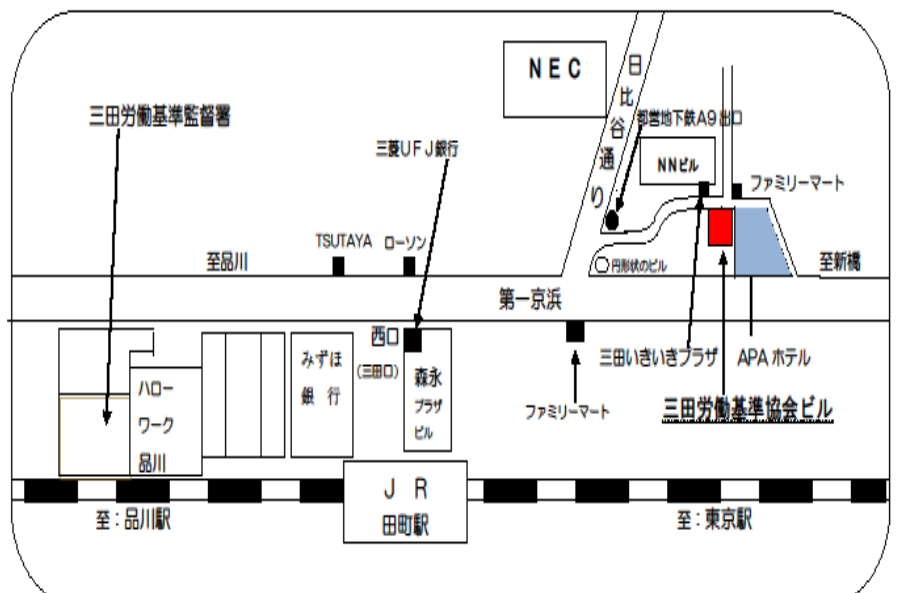 NEC
日比谷通り
三田労働基準監督署
都営地下鉄A9出口
三菱UFJ銀行
NNビル
ファミリーマート
TSUTAYA ローソン
至品川
円形状のビル
至新橋
第一京浜
西口
(三田口)
みずほ
銀 行
森永
プラザ
ビル
三田いきいきプラザ
APAホテル
ハロー
ワーク
品川
ファミリーマート
三田労働基準協会ビル
JR
田町駅
至:品川駅
至:東京駅